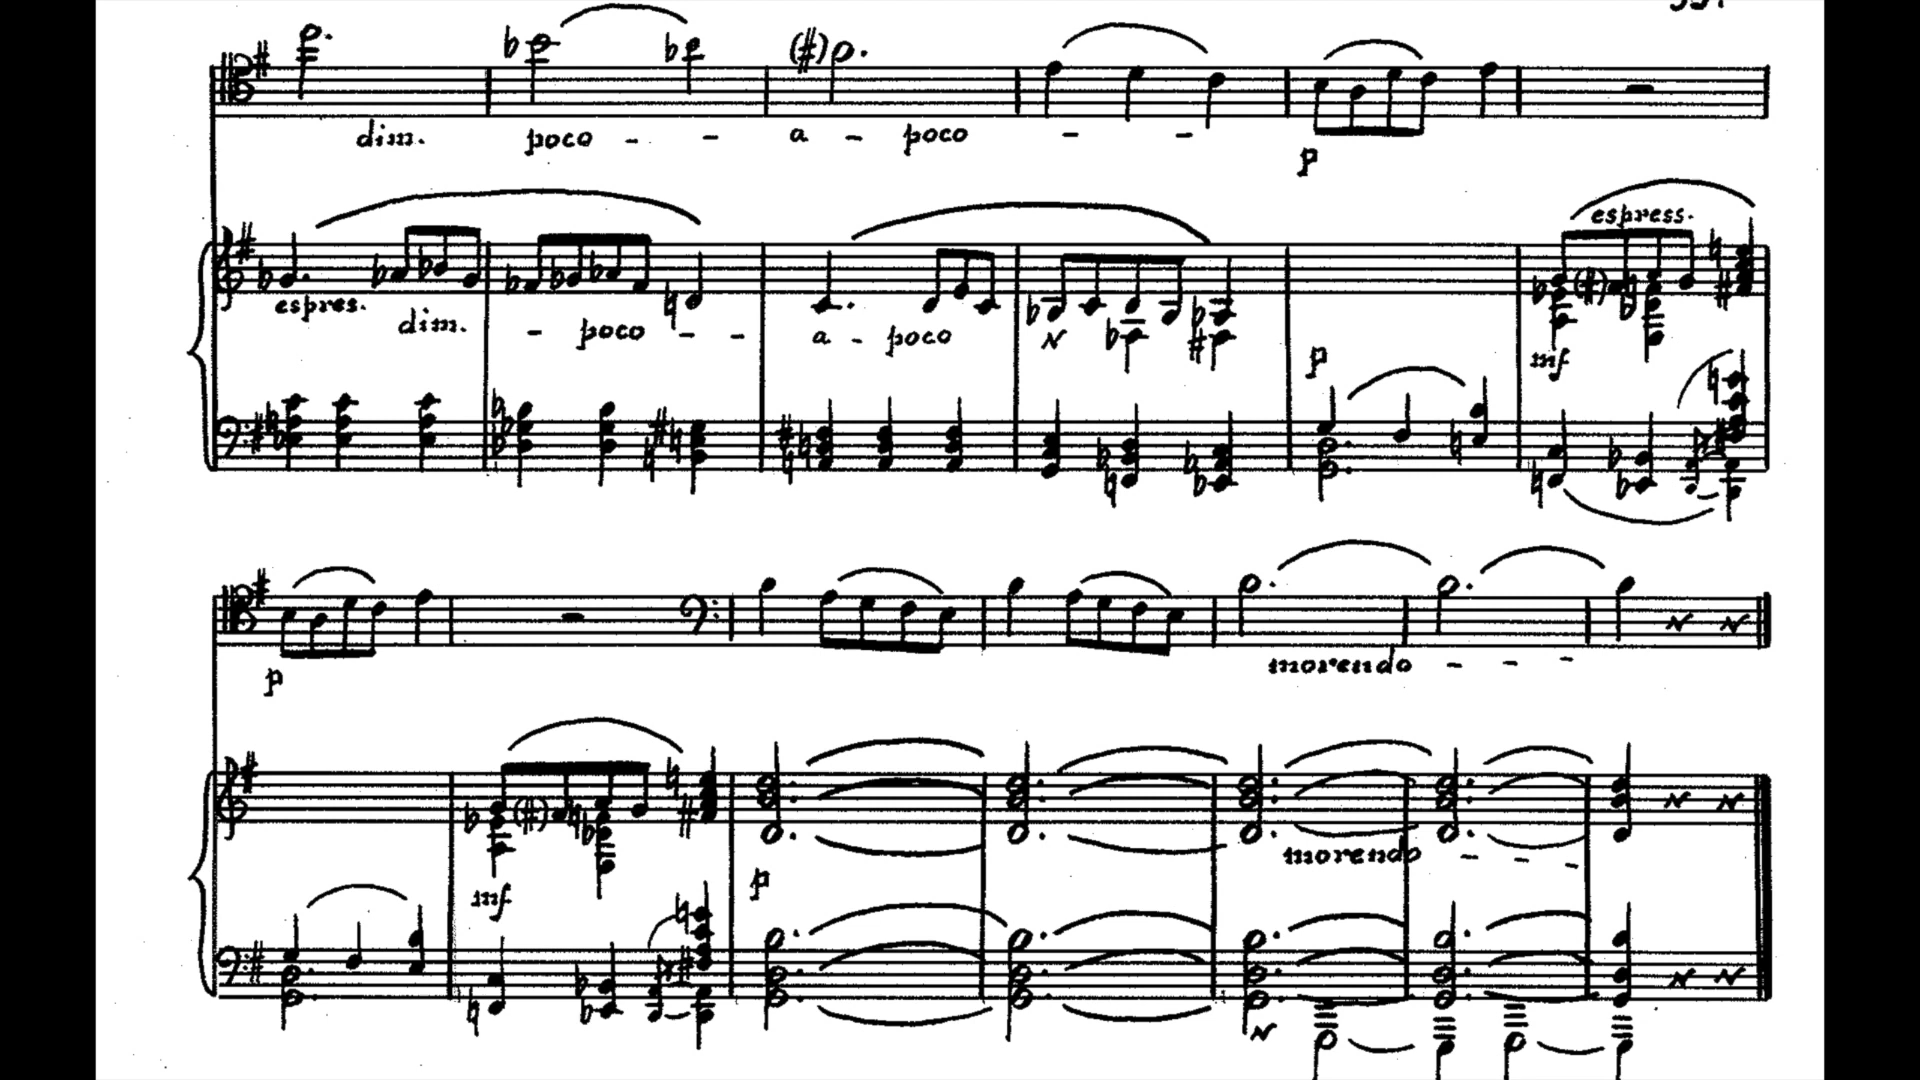 dim. poco - - a - poco - -
p
espress.
espres.
dim. - poco - - a - poco
p
mf
morendo - - -
p
morendo - - -
mf
p